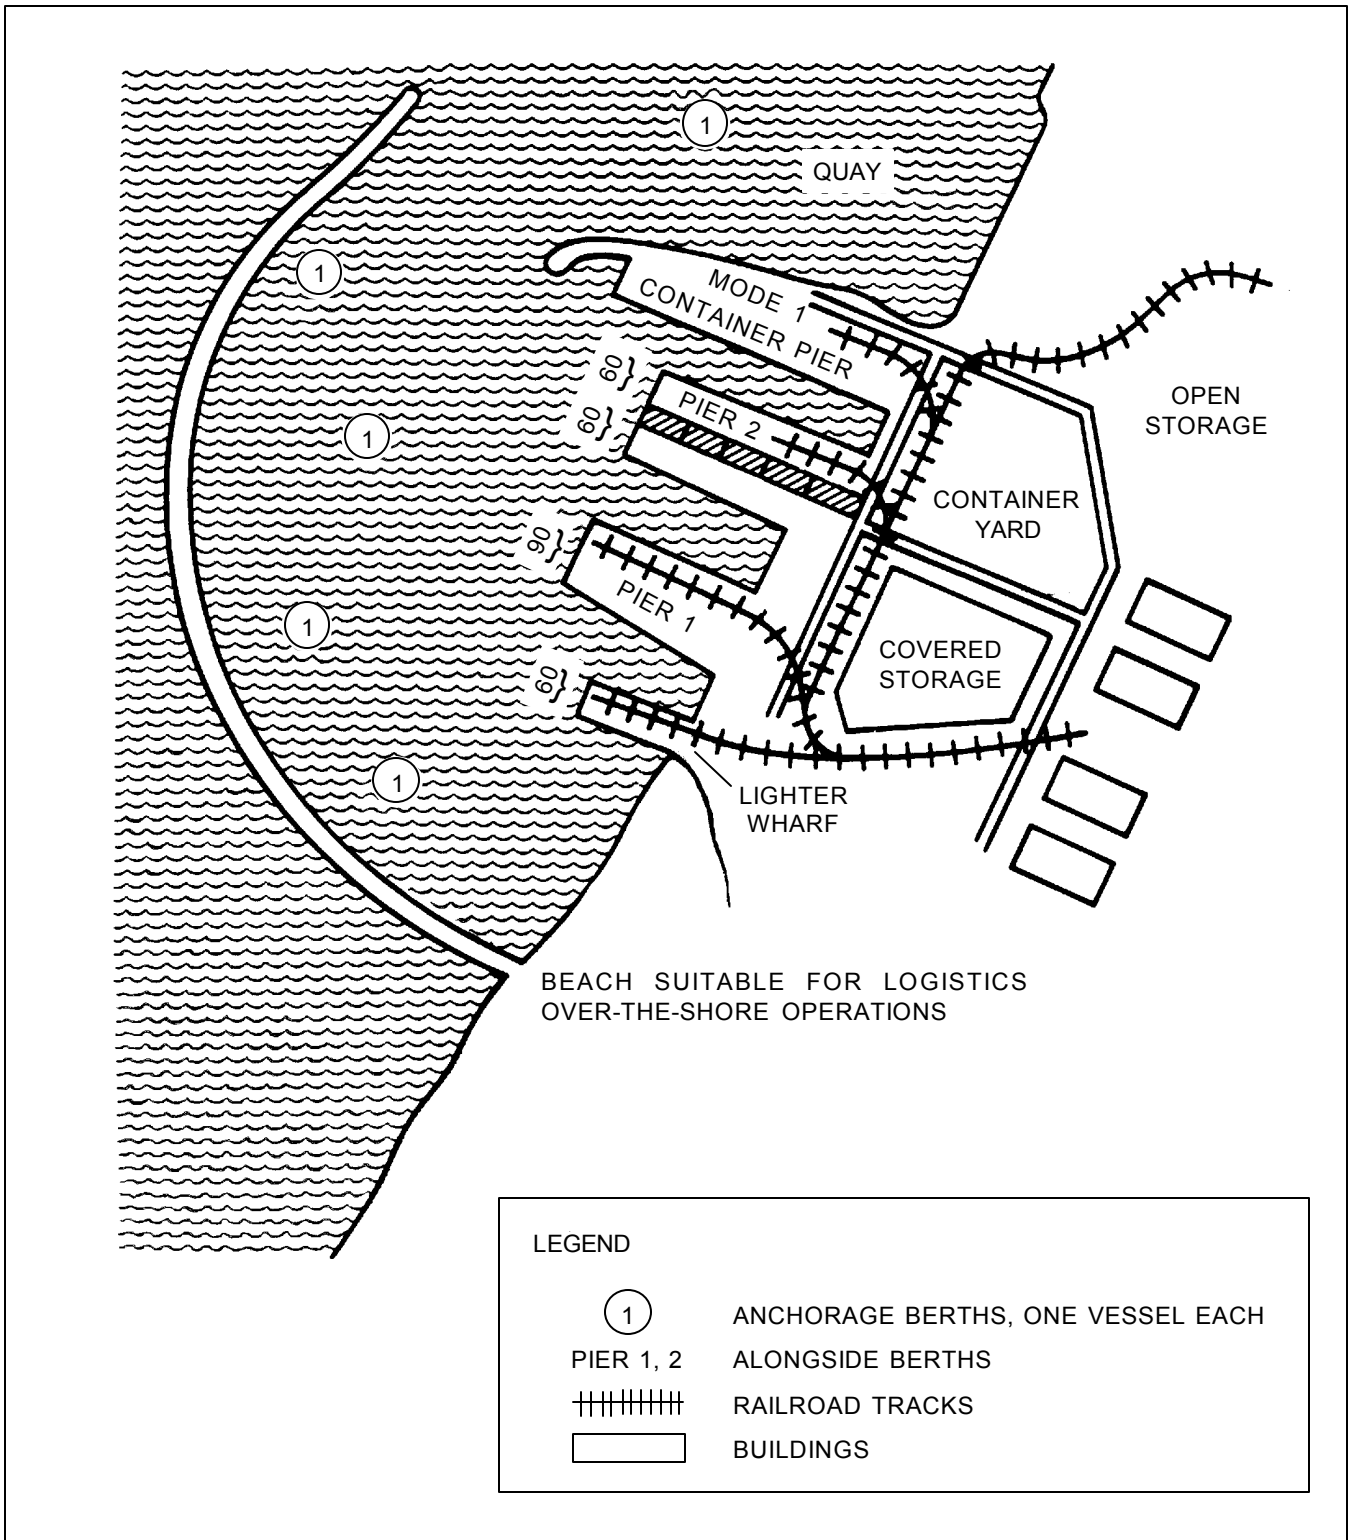 1
QUAY
1
MODE 1
CONTAINER PIER
60}
PIER 2
60}
1
OPEN
STORAGE
CONTAINER
YARD
90}
PIER 1
1
COVERED
STORAGE
60}
1
LIGHTER
WHARF
BEACH SUITABLE FOR LOGISTICS
OVER-THE-SHORE OPERATIONS
LEGEND
1 ANCHORAGE BERTHS, ONE VESSEL EACH
PIER 1, 2 ALONGSIDE BERTHS
RAILROAD TRACKS
BUILDINGS